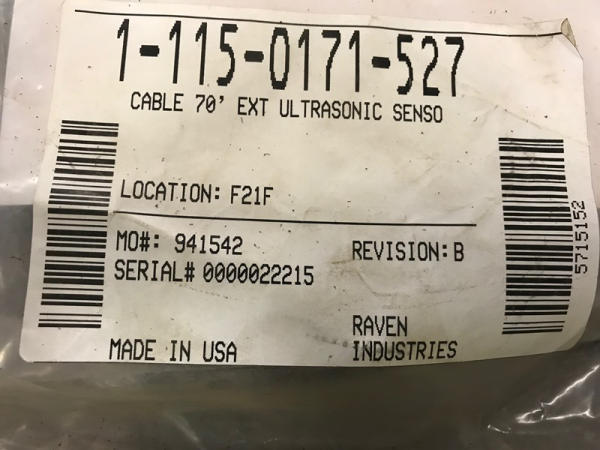 1-115-0171-527
CABLE 70' EXT ULTRASONIC SENSO
LOCATION: F21F
MO#: 941542
REVISION: B
SERIAL# 0000022215
5715152
MADE IN USA
RAVEN
INDUSTRIES